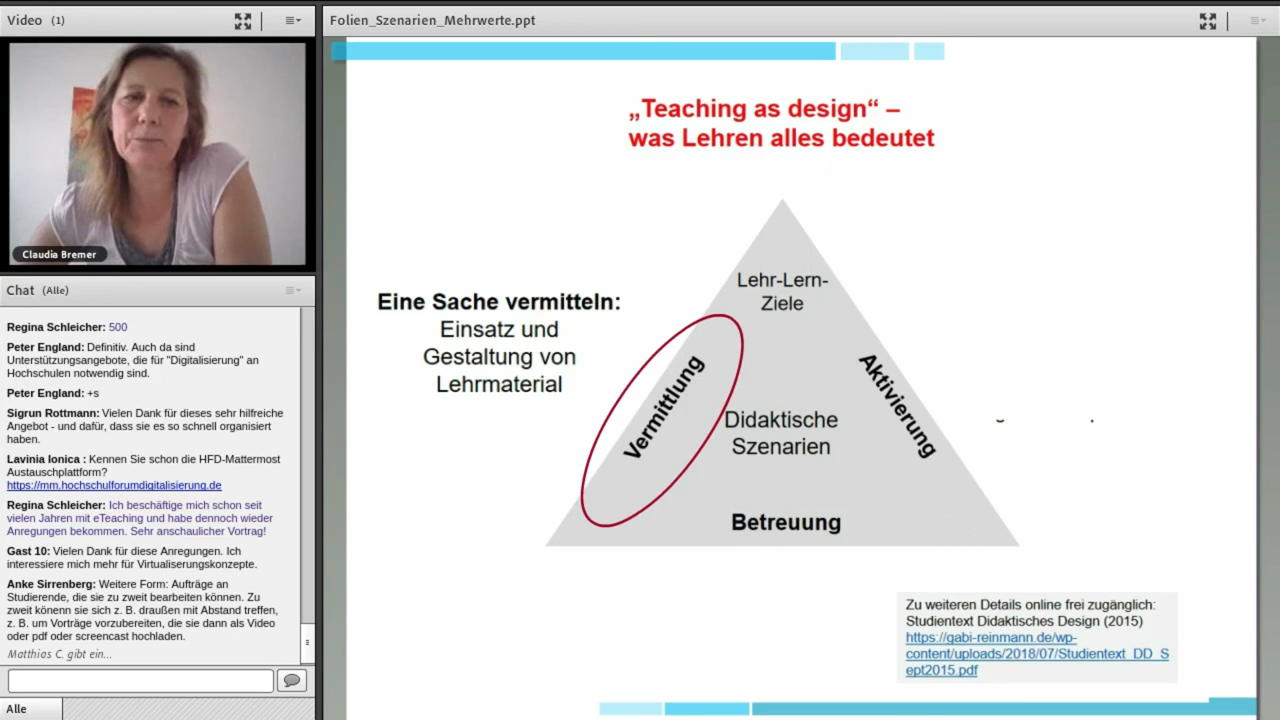 Video (1)
Claudia Bremer
Chat (Alle)
Regina Schleicher: 500
Peter England: Definitiv. Auch da sind
Unterstützungsangebote, die für "Digitalisierung" an
Hochschulen notwendig sind.
Peter England: +s
Sigrun Rottmann: Vielen Dank für dieses sehr hilfreiche
Angebot - und dafür, dass sie es so schnell organisiert
haben.
Lavinia Ionica : Kennen Sie schon die HFD-Mattermost
Austauschplattform?
https://mm.hochschulforumdigitalisierung.de
Regina Schleicher: Ich beschäftige mich schon seit
vielen Jahren mit eTeaching und habe dennoch wieder
Anregungen bekommen. Sehr anschaulicher Vortrag!
Gast 10: Vielen Dank für diese Anregungen. Ich
interessiere mich mehr für Virtualiserungskonzepte.
Anke Sirrenberg: Weitere Form: Aufträge an
Studierende, die sie zu zweit bearbeiten können. Zu
zweit könenn sie sich z. B. draußen mit Abstand treffen,
z. B. um Vorträge vorzubereiten, die sie dann als Video
oder pdf oder screencast hochladen.
Matthias C. gibt ein...
Alle
Folien_Szenarien_Mehrwerte.ppt
„Teaching as design“ –
was Lehren alles bedeutet
Eine Sache vermitteln:
Einsatz und
Gestaltung von
Lehrmaterial
Lehr-Lern-
Ziele
Vermittlung
Aktivierung
Didaktische
Szenarien
Betreuung
Zu weiteren Details online frei zugänglich:
Studientext Didaktisches Design (2015)
https://gabi-reinmann.de/wp-
content/uploads/2018/07/Studientext_DD_S
ept2015.pdf